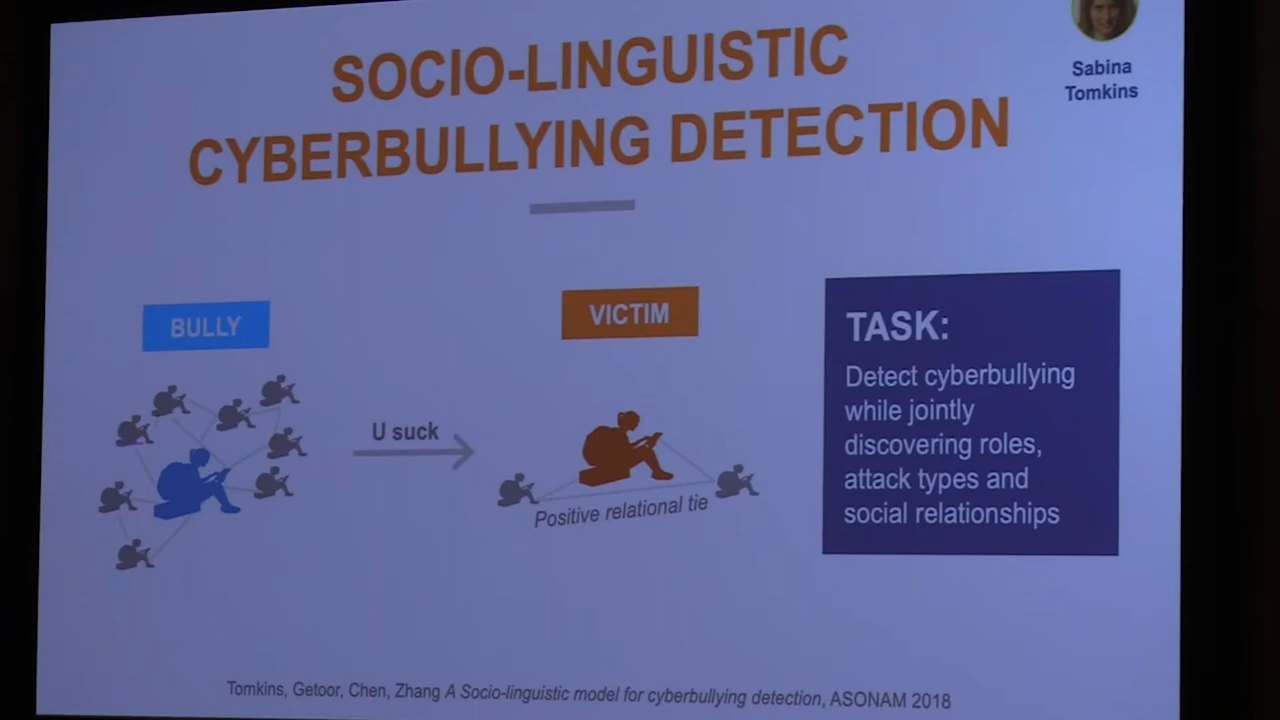 SOCIO-LINGUISTIC
CYBERBULLYING DETECTION
Sabina
Tomkins
BULLY
U suck
VICTIM
Positive relational tie
TASK:
Detect cyberbullying
while jointly
discovering roles,
attack types and
social relationships
Tomkins, Getoor, Chen, Zhang A Socio-linguistic model for cyberbullying detection, ASONAM 2018